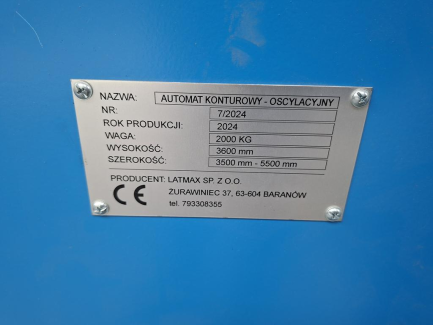 NAZWA: AUTOMAT KONTUROWY - OSCYLACYJNY
NR: 7/2024
ROK PRODUKCJI: 2024
WAGA: 2000 KG
WYSOKOŚĆ: 3600 mm
SZEROKOŚĆ: 3500 mm - 5500 mm
PRODUCENT: LATMAX SP. Z O.O.
CE ŻURAWINIEC 37, 63-604 BARANÓW
tel. 793308355